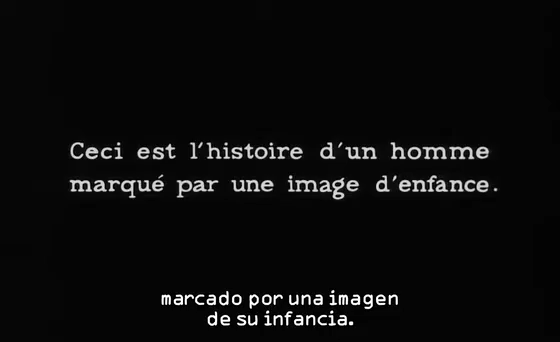 Ceci est l'histoire d'un homme
marqué par une image d'enfance.
marcado por una imagen
de su infancia.